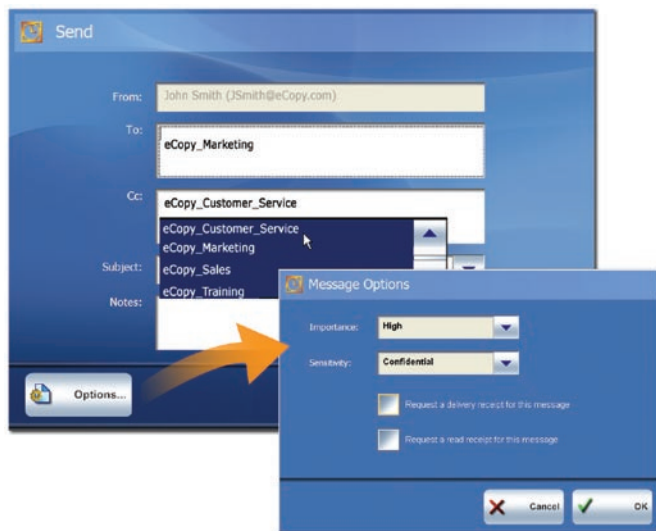 Send
From:
John Smith (JSmith@eCopy.com)
To:
eCopy_Marketing
Cc:
eCopy_Customer_Service
eCopy_Customer_Service
eCopy_Marketing
eCopy_Sales
eCopy_Training
Subject:
Notes:
Options...
Message Options
Importance:
High
Sensitivity:
Confidential
Request a delivery receipt for this message
Request a read receipt for this message
Cancel
OK